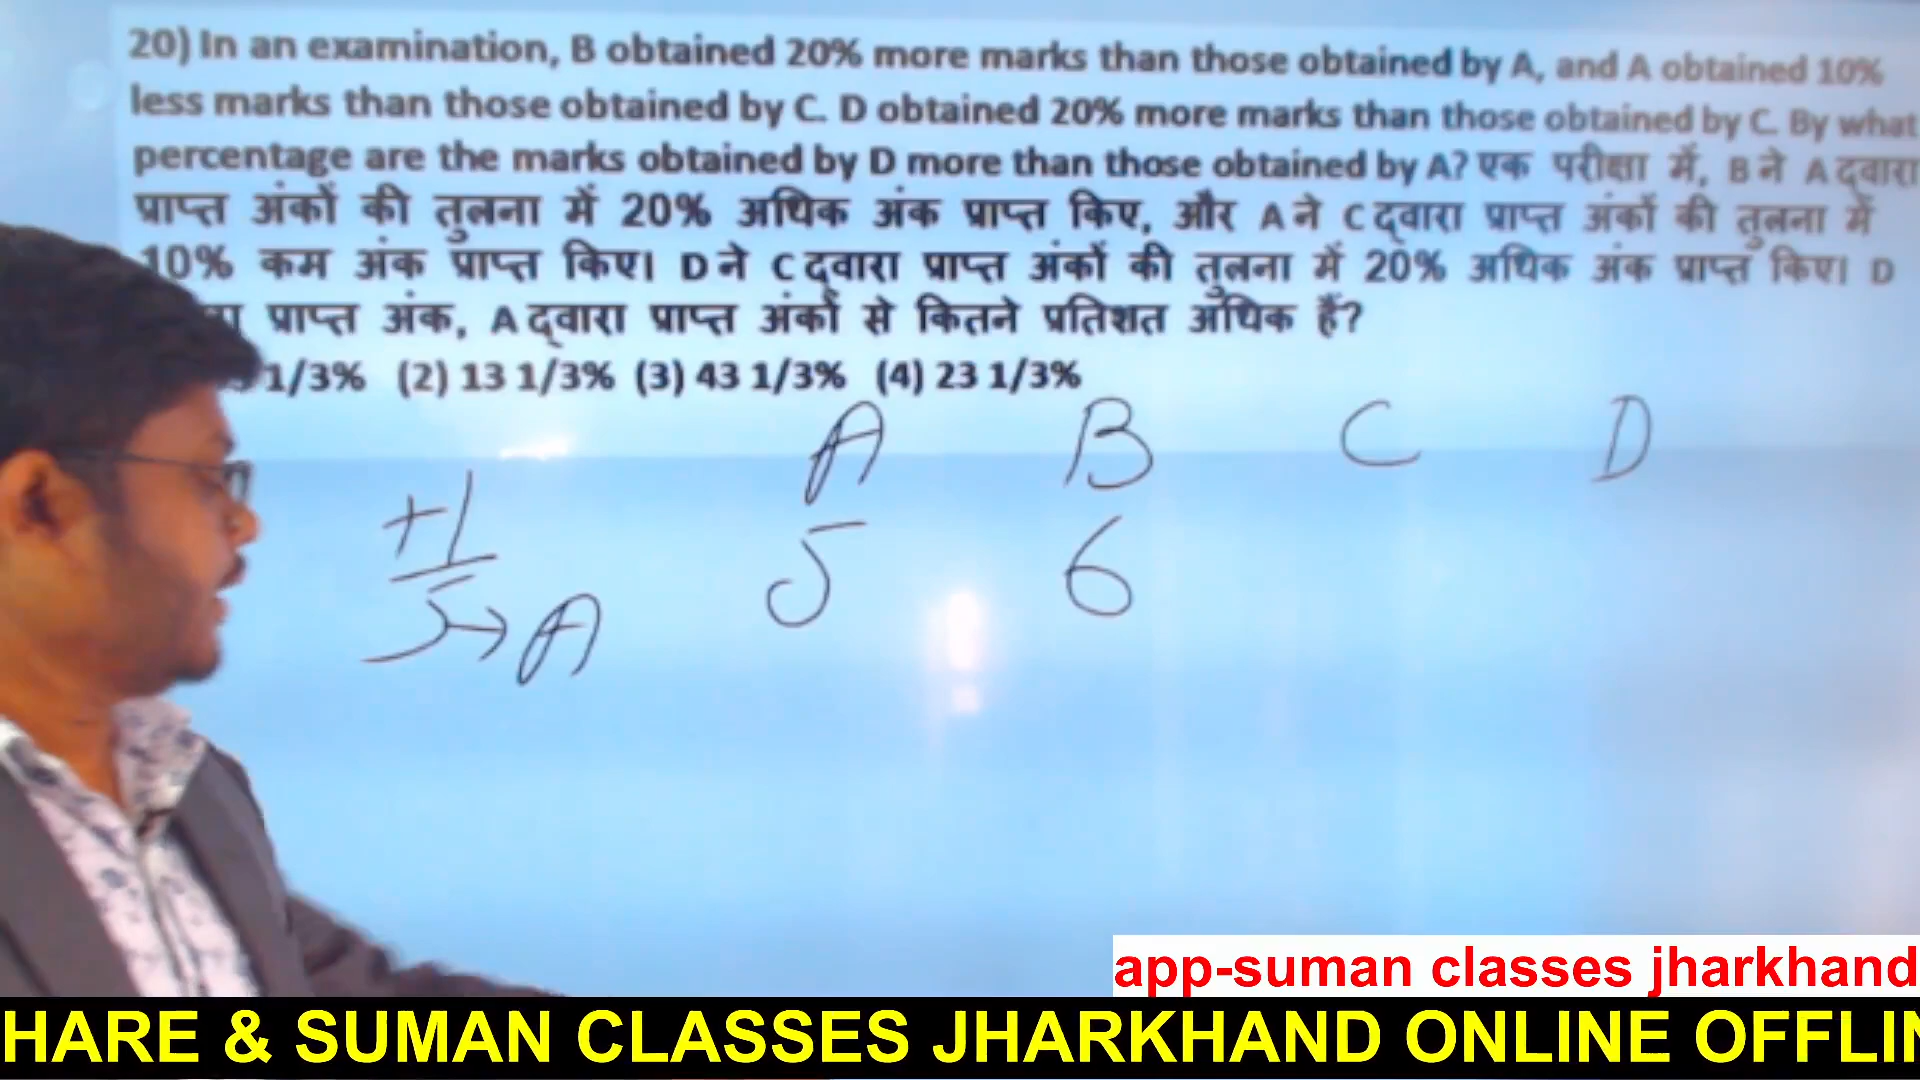 20) In an examination, B obtained 20% more marks than those obtained by A, and A obtained 10%
less marks than those obtained by C. D obtained 20% more marks than those obtained by C. By what
percentage are the marks obtained by D more than those obtained by A? एक परीक्षा में, B ने A द्वारा
प्राप्त अंकों की तुलना में 20% अधिक अंक प्राप्त किए, और A ने C द्वारा प्राप्त अंकों की तुलना में
10% कम अंक प्राप्त किए। D ने C द्वारा प्राप्त अंकों की तुलना में 20% अधिक अंक प्राप्त किए। D
प्राप्त अंक, A द्वारा प्राप्त अंकों से कितने प्रतिशत अधिक हैं?
1/3% (2) 13 1/3% (3) 43 1/3% (4) 23 1/3%
A B C D
+1
5 → A
5 6
app-suman classes jharkhand
HARE & SUMAN CLASSES JHARKHAND ONLINE OFFLIN